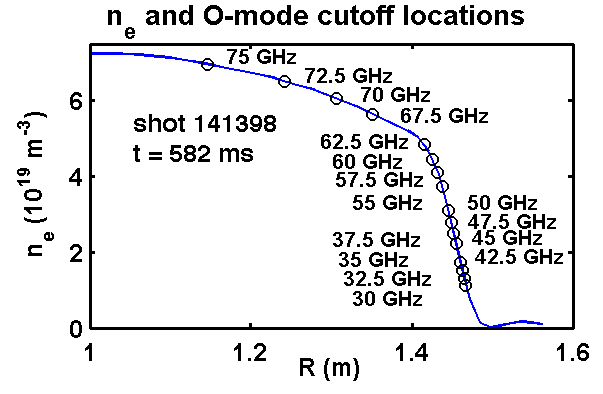 nₑ and O-mode cutoff locations
75 GHz
72.5 GHz
70 GHz
67.5 GHz
shot 141398
t = 582 ms
62.5 GHz
60 GHz
57.5 GHz
55 GHz
50 GHz
47.5 GHz
45 GHz
42.5 GHz
37.5 GHz
35 GHz
32.5 GHz
30 GHz
nₑ (10¹⁹ m⁻³)
6
4
2
0
1
1.2
1.4
1.6
R (m)